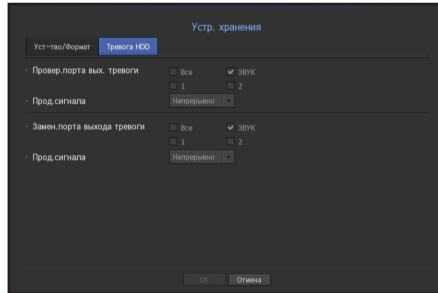 Устр. хранения
Уст-тво/Формат Тревога HDD
Провер.порта вых. тревоги Все ЗВУК
1 2
Прод.сигнала Непрерывно
Замен.порта выхода тревоги Все ЗВУК
1 2
Прод.сигнала Непрерывно
OK Отмена